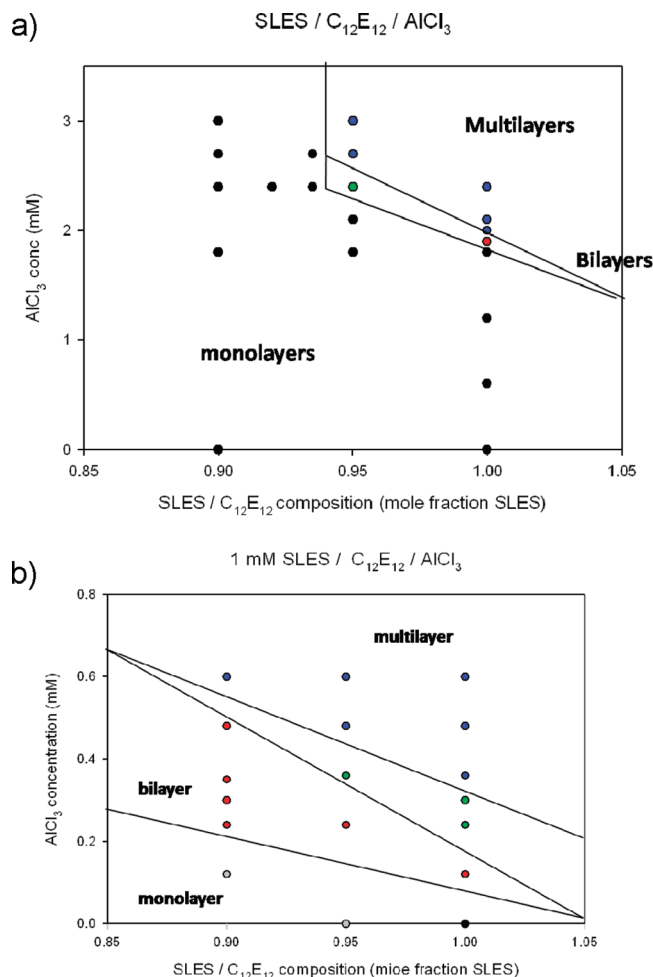 a)
SLES / C₁₂E₁₂ / AlCl₃
Multilayers
Bilayers
monolayers
3
2
1
0
AlCl₃ conc (mM)
0.85 0.90 0.95 1.00 1.05
SLES / C₁₂E₁₂ composition (mole fraction SLES)
b)
1 mM SLES / C₁₂E₁₂ / AlCl₃
multilayer
bilayer
monolayer
0.8
0.6
0.4
0.2
0.0
AlCl₃ concentration (mM)
0.85 0.90 0.95 1.00 1.05
SLES / C₁₂E₁₂ composition (mice fraction SLES)